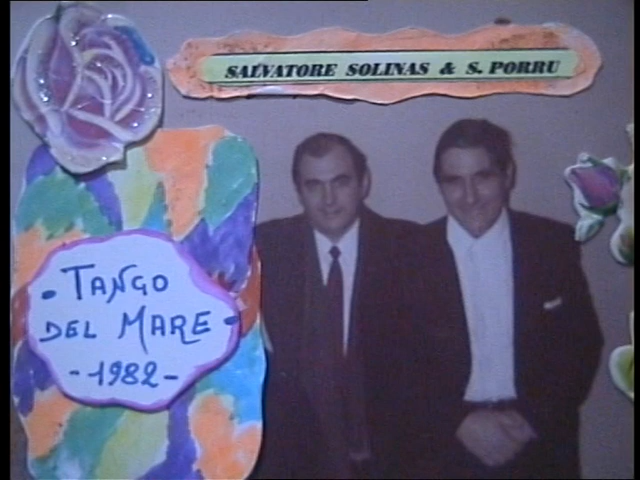 SALVATORE SOLINAS & S. PORRU
• TANGO
DEL MARE •
- 1982 -